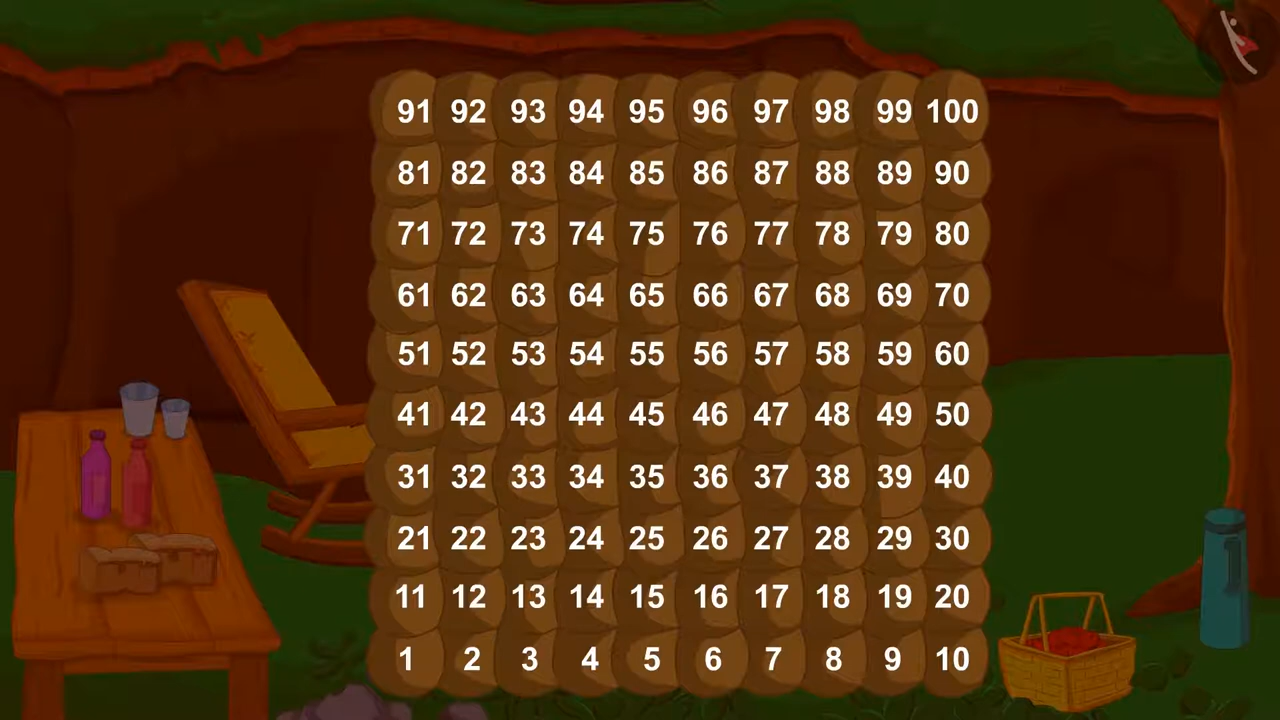 91 92 93 94 95 96 97 98 99 100
81 82 83 84 85 86 87 88 89 90
71 72 73 74 75 76 77 78 79 80
61 62 63 64 65 66 67 68 69 70
51 52 53 54 55 56 57 58 59 60
41 42 43 44 45 46 47 48 49 50
31 32 33 34 35 36 37 38 39 40
21 22 23 24 25 26 27 28 29 30
11 12 13 14 15 16 17 18 19 20
1 2 3 4 5 6 7 8 9 10